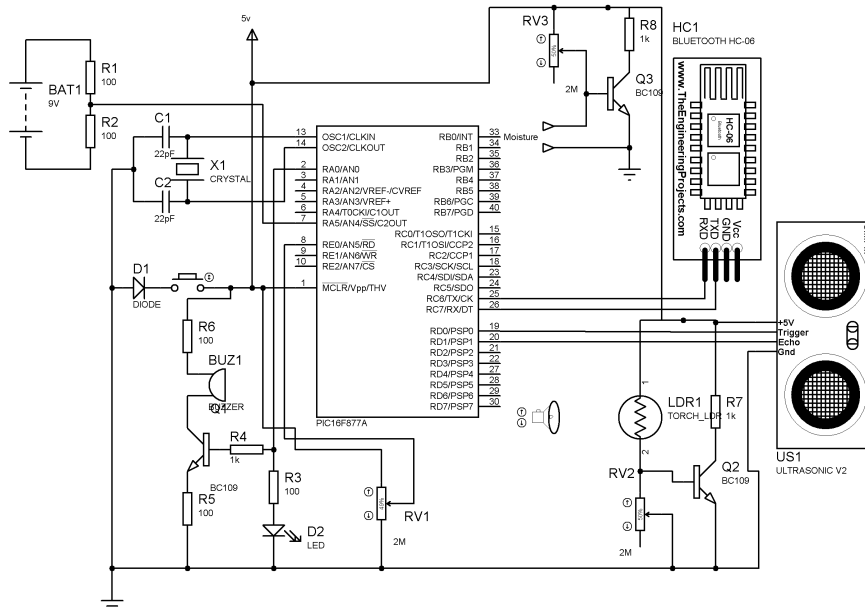 5v
BAT1
9V
R1
100
R2
100
C1
22pF
C2
22pF
X1
CRYSTAL
13 OSC1/CLKIN
14 OSC2/CLKOUT
2 RA0/AN0
3 RA1/AN1
4 RA2/AN2/VREF-/CVREF
5 RA3/AN3/VREF+
6 RA4/T0CKI/C1OUT
7 RA5/AN4/SS/C2OUT
8 RE0/AN5/RD
9 RE1/AN6/WR
10 RE2/AN7/CS
1 MCLR/Vpp/THV
RB0/INT 33 Moisture
RB1 34
RB2 35
RB3/PGM 36
RB4 37
RB5 38
RB6/PGC 39
RB7/PGD 40
RC0/T1OSO/T1CKI 15
RC1/T1OSI/CCP2 16
RC2/CCP1 17
RC3/SCK/SCL 18
RC4/SDI/SDA 23
RC5/SDO 24
RC6/TX/CK 25
RC7/RX/DT 26
RD0/PSP0 19
RD1/PSP1 20
RD2/PSP2 21
RD3/PSP3 22
RD4/PSP4 27
RD5/PSP5 28
RD6/PSP6 29
RD7/PSP7 30
PIC16F877A
D1
DIODE
R6
100
BUZ1
BUZZER
Q1
BC109
R5
100
R4
1k
R3
100
D2
LED
RV1
49%
2M
RV3
50%
2M
R8
1k
Q3
BC109
HC1
BLUETOOTH HC-06
www.TheEngineeringProjects.com
HC-06
Bluetooth
RXD
TXD
GND
Vcc
LDR1
TORCH_LDR
1
2
R7
1k
RV2
50%
2M
Q2
BC109
+5V
Trigger
Echo
Gnd
US1
ULTRASONIC V2